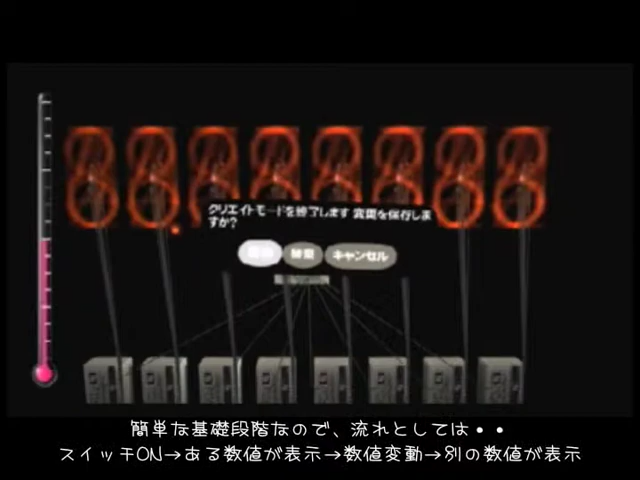 クリエイトモードを終了します 変更を保存しま
すか?
キャンセル
簡単な基礎段階なので、流れとしては・・
スイッチON→ある数値が表示→数値変動→別の数値が表示